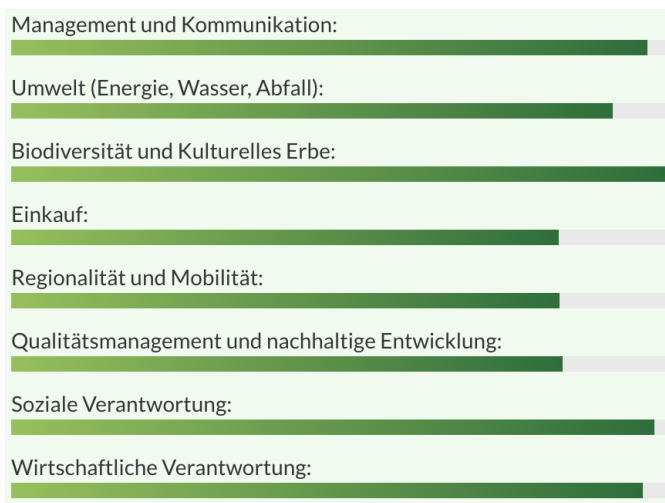 Management und Kommunikation:
Umwelt (Energie, Wasser, Abfall):
Biodiversität und Kulturelles Erbe:
Einkauf:
Regionalität und Mobilität:
Qualitätsmanagement und nachhaltige Entwicklung:
Soziale Verantwortung:
Wirtschaftliche Verantwortung: